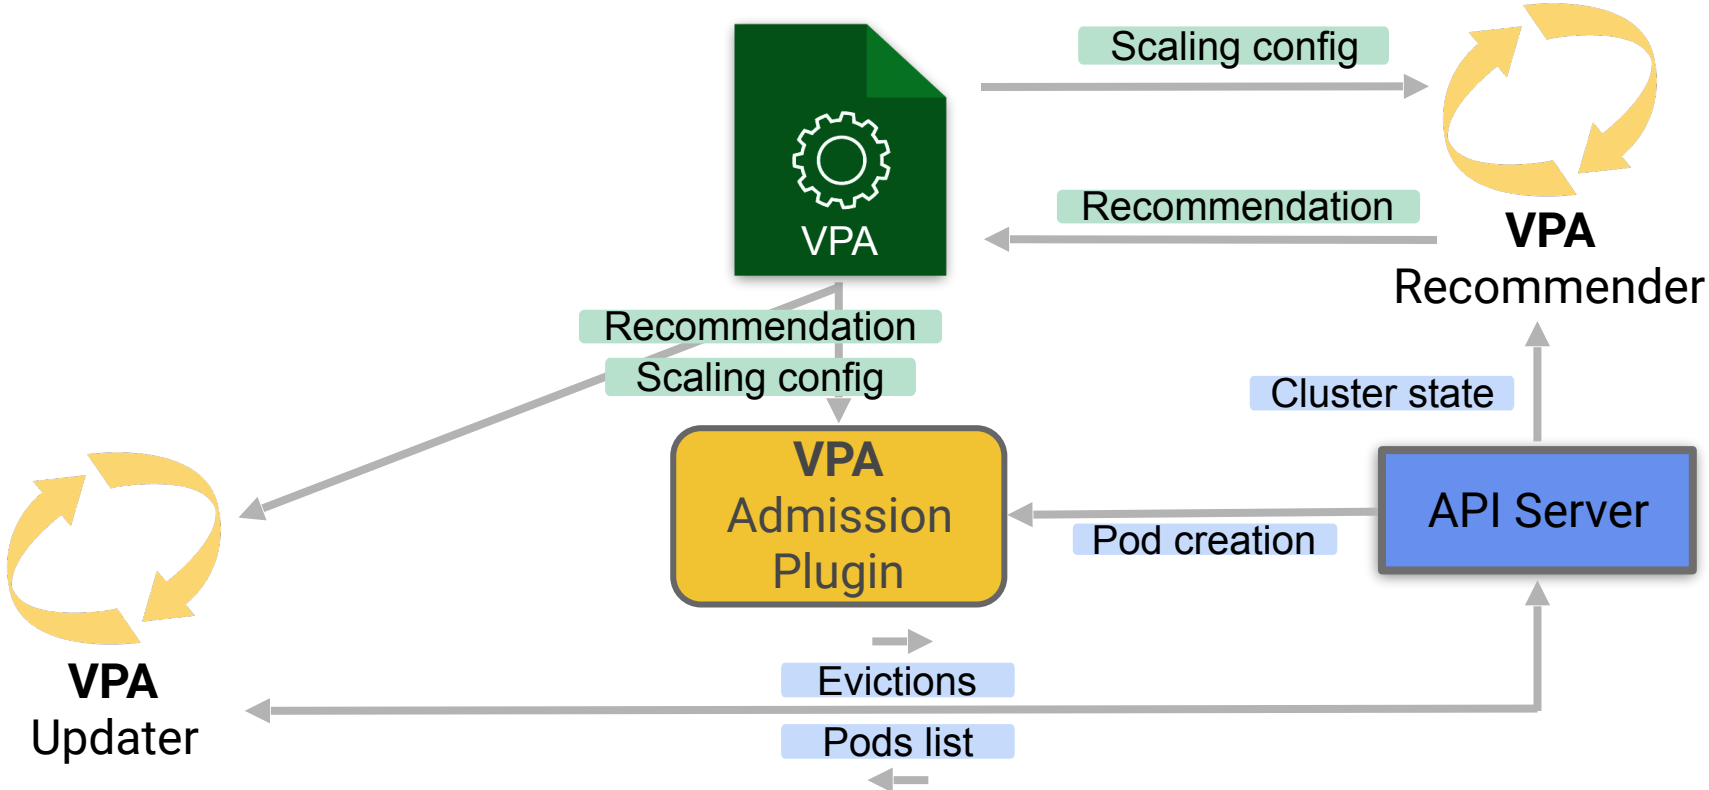 Scaling config
VPA
Recommendation
VPA
Recommender
Recommendation
Scaling config
Cluster state
VPA
Admission
Plugin
API Server
Pod creation
VPA
Updater
Evictions
Pods list